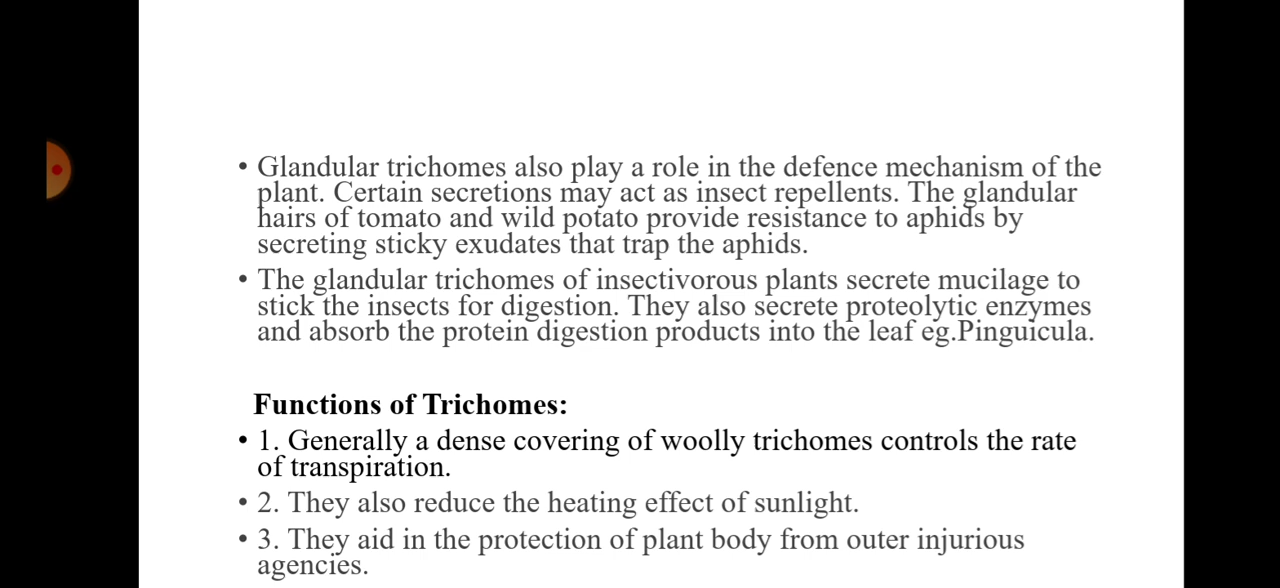 • Glandular trichomes also play a role in the defence mechanism of the
plant. Certain secretions may act as insect repellents. The glandular
hairs of tomato and wild potato provide resistance to aphids by
secreting sticky exudates that trap the aphids.
• The glandular trichomes of insectivorous plants secrete mucilage to
stick the insects for digestion. They also secrete proteolytic enzymes
and absorb the protein digestion products into the leaf eg.Pinguicula.
Functions of Trichomes:
• 1. Generally a dense covering of woolly trichomes controls the rate
of transpiration.
• 2. They also reduce the heating effect of sunlight.
• 3. They aid in the protection of plant body from outer injurious
agencies.